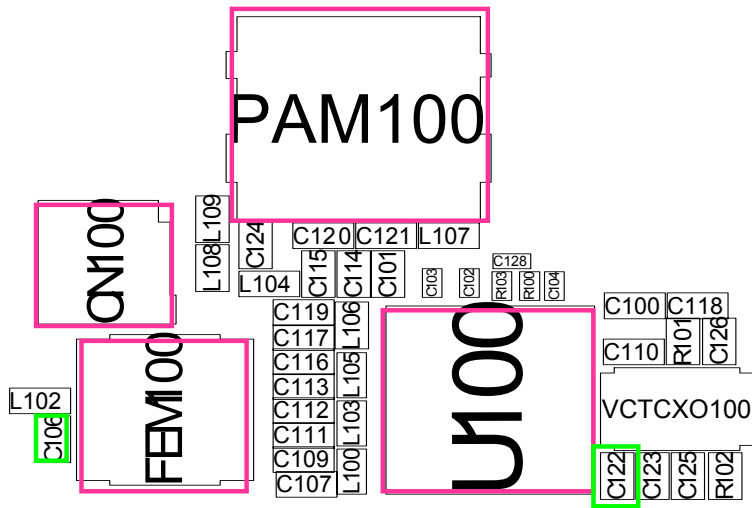 PAM100
CN100
L109
L108
C124
C120
C121
L107
L104
C115
C114
C101
C103
C102
C128
R103
R100
C104
C119
C117
L106
C116
C113
L105
C112
C111
L103
C109
C107
L100
U100
C100
C118
C110
R101
C126
VCTCXO100
L102
C106
FEM100
C122
C123
C125
R102